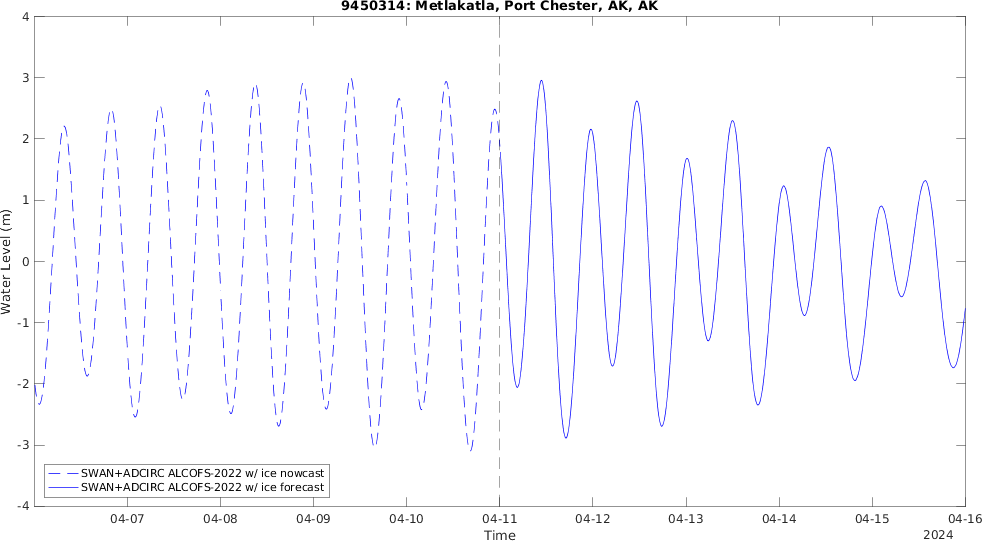 9450314: Metlakatla, Port Chester, AK, AK
4
3
2
1
0
-1
-2
-3
-4
Water Level (m)
SWAN+ADCIRC ALCOFS-2022 w/ ice nowcast
SWAN+ADCIRC ALCOFS-2022 w/ ice forecast
04-07 04-08 04-09 04-10 04-11 04-12 04-13 04-14 04-15 04-16
Time
2024